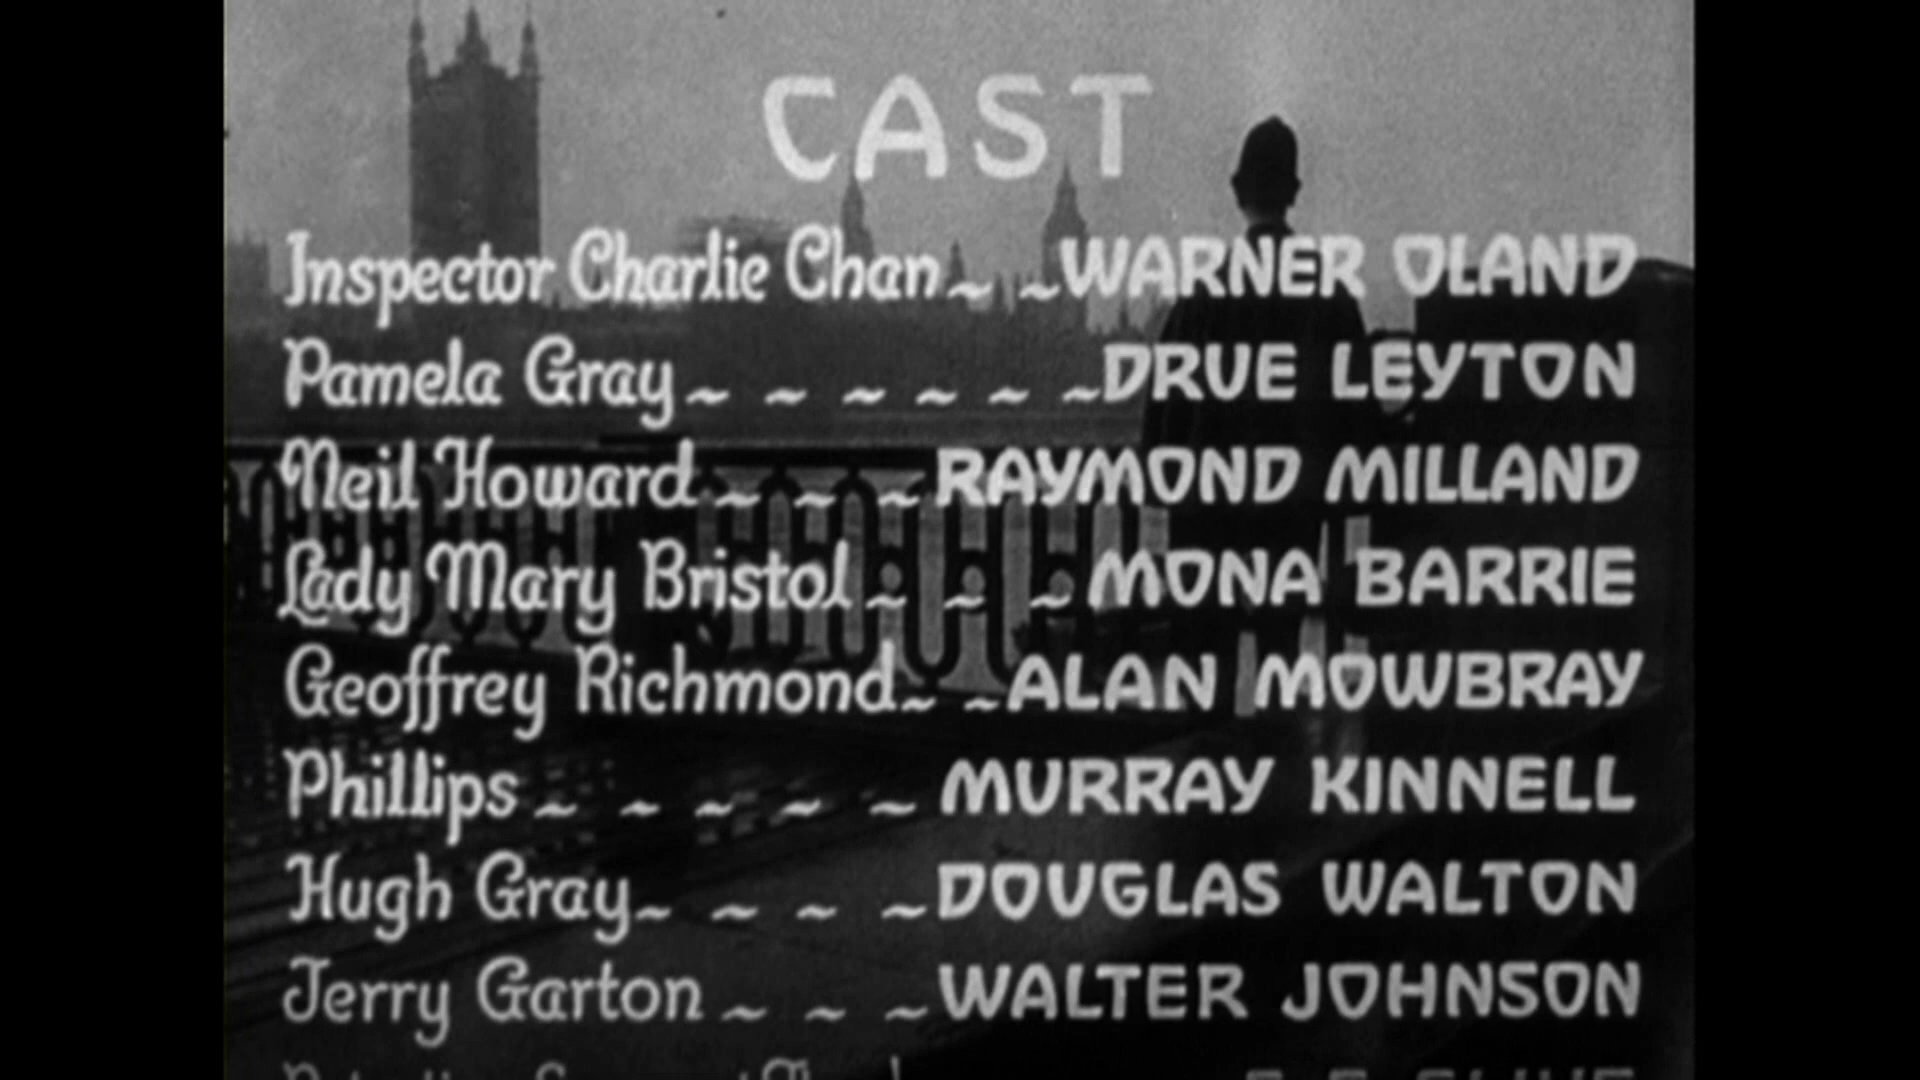 CAST
Inspector Charlie Chan ~ ~ WARNER OLAND
Pamela Gray ~ ~ ~ ~ ~ ~ DRUE LEYTON
Neil Howard ~ ~ ~ RAYMOND MILLAND
Lady Mary Bristol ~ ~ ~ MONA BARRIE
Geoffrey Richmond ~ ~ ALAN MOWBRAY
Phillips ~ ~ ~ ~ ~ MURRAY KINNELL
Hugh Gray ~ ~ ~ ~ DOUGLAS WALTON
Jerry Garton ~ ~ ~ WALTER JOHNSON